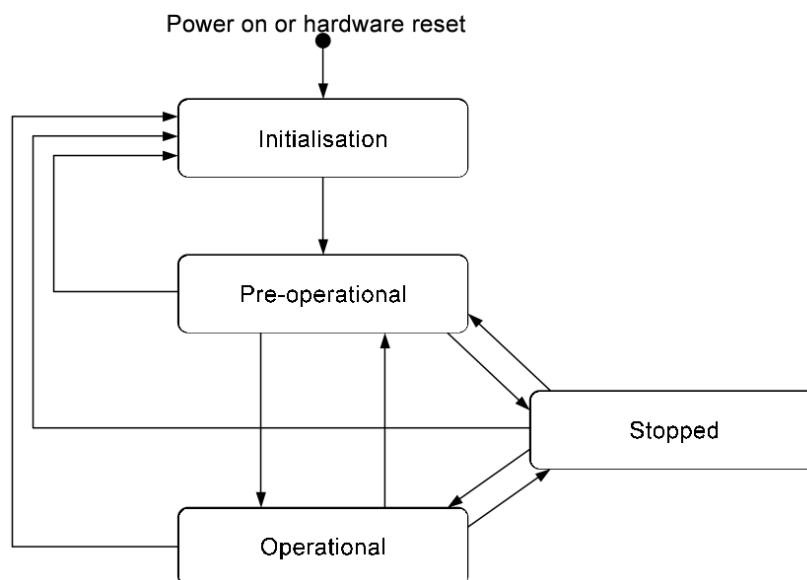 Power on or hardware reset
Initialisation
Pre-operational
Stopped
Operational